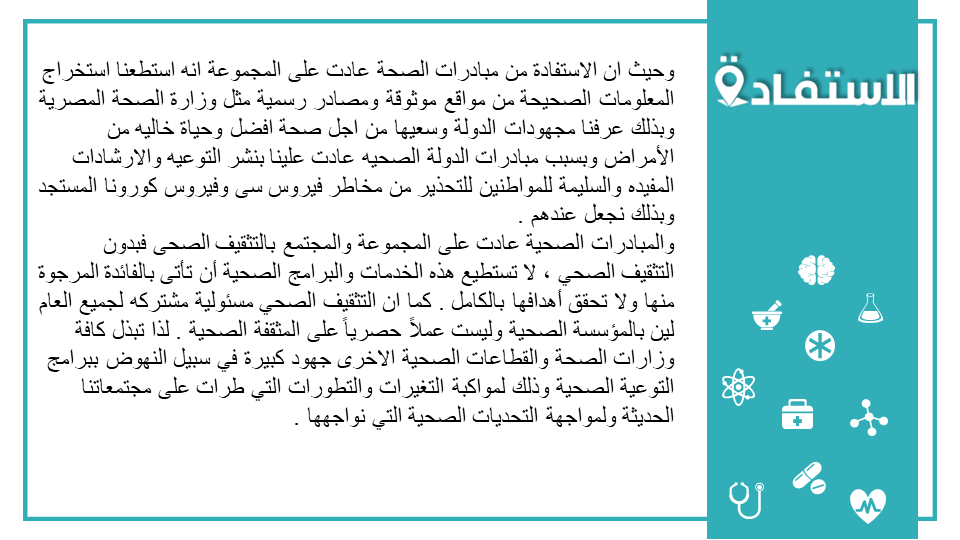 الاستفادة
وحيث ان الاستفادة من مبادرات الصحة عادت على المجموعة انه استطعنا استخراج
المعلومات الصحيحة من مواقع موثوقة ومصادر رسمية مثل وزارة الصحة المصرية
وبذلك عرفنا مجهودات الدولة وسعيها من اجل صحة افضل وحياة خاليه من
الأمراض وبسبب مبادرات الدولة الصحيه عادت علينا بنشر التوعيه والارشادات
المفيده والسليمة للمواطنين للتحذير من مخاطر فيروس سى وفيروس كورونا المستجد
وبذلك نجعل عندهم .
والمبادرات الصحية عادت على المجموعة والمجتمع بالتثقيف الصحى فبدون
التثقيف الصحي ، لا تستطيع هذه الخدمات والبرامج الصحية أن تأتى بالفائدة المرجوة
منها ولا تحقق أهدافها بالكامل . كما ان التثقيف الصحي مسئولية مشتركه لجميع العام
لين بالمؤسسة الصحية وليست عملاً حصرياً على المثقفة الصحية . لذا تبذل كافة
وزارات الصحة والقطاعات الصحية الاخرى جهود كبيرة في سبيل النهوض ببرامج
التوعية الصحية وذلك لمواكبة التغيرات والتطورات التي طرات على مجتمعاتنا
الحديثة ولمواجهة التحديات الصحية التي نواجهها .